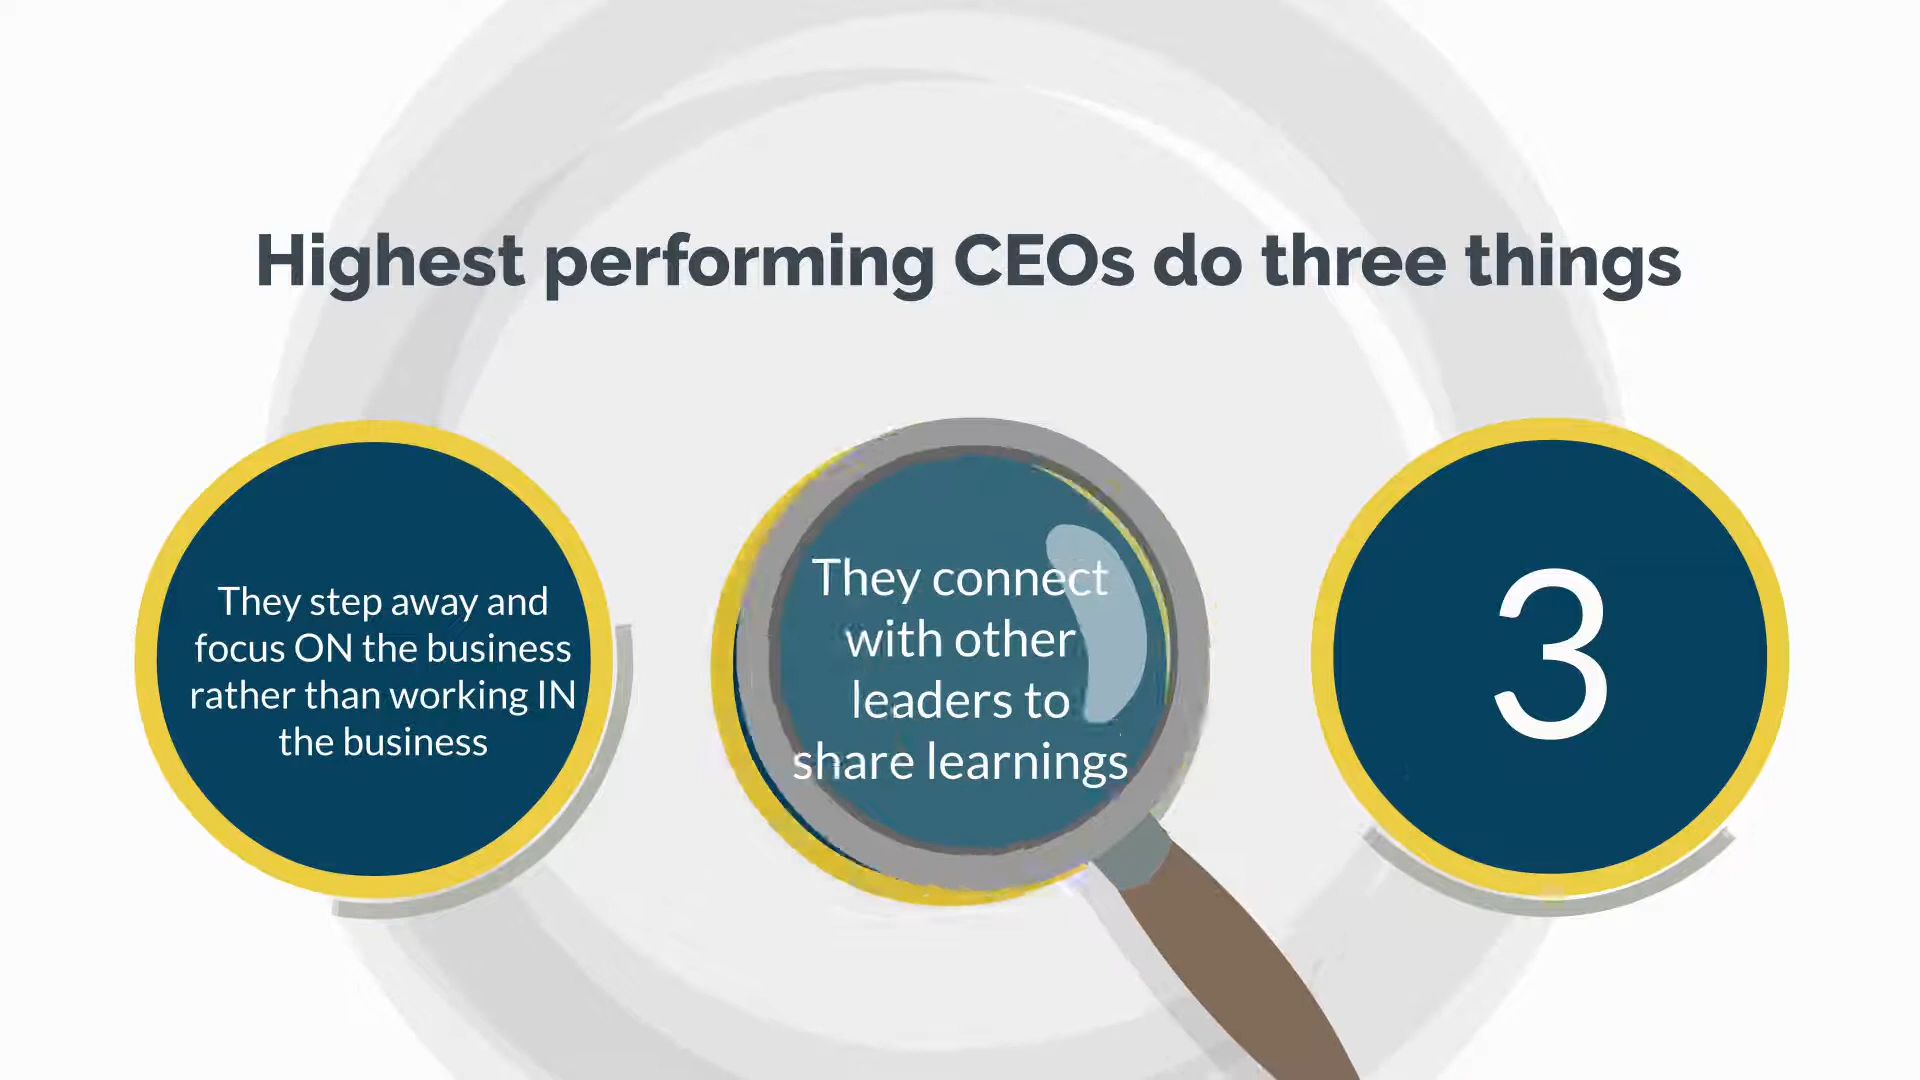 Highest performing CEOs do three things
They step away and
focus ON the business
rather than working IN
the business
They connect
with other
leaders to
share learnings
3